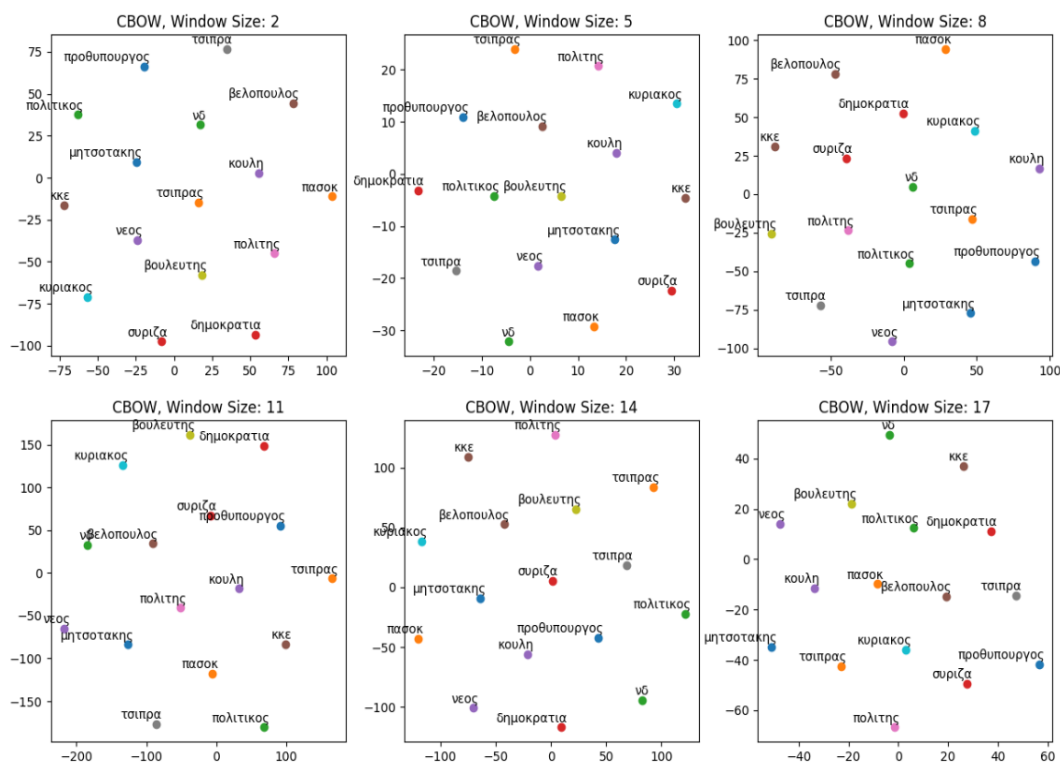 CBOW, Window Size: 2
τσιπρα
75
προθυπουργος
50
βελοπουλος
πολιτικος
νδ
25
μητσοτακης
κουλη
0
τσιπρας
πασοκ
κκε
−25
νεος
πολιτης
−50
βουλευτης
κυριακος
−75
συριζα
δημοκρατια
−100
−75 −50 −25 0 25 50 75 100
CBOW, Window Size: 5
τσιπρας
πολιτης
20
κυριακος
προθυπουργος
10
βελοπουλος
κουλη
0
δημοκρατια
πολιτικος
βουλευτης
κκε
−10
μητσοτακης
νεος
τσιπρα
−20
συριζα
πασοκ
−30
νδ
−20 −10 0 10 20 30
CBOW, Window Size: 8
πασοκ
100
βελοπουλος
75
δημοκρατια
50
κυριακος
κκε
συριζα
25
κουλη
νδ
0
τσιπρας
βουλευτης
πολιτης
−25
πολιτικος
προθυπουργος
−50
τσιπρα
μητσοτακης
−75
νεος
−100
−100 −50 0 50 100
CBOW, Window Size: 11
βουλευτης
δημοκρατια
150
κυριακος
100
συριζα
προθυπουργος
50
νδ
βελοπουλος
0
τσιπρας
κουλη
πολιτης
−50
νεος
μητσοτακης
κκε
−100
πασοκ
−150
τσιπρα
πολιτικος
−200 −100 0 100
CBOW, Window Size: 14
πολιτης
κκε
100
τσιπρας
βουλευτης
βελοπουλος
50
κυριακος
τσιπρα
συριζα
0
μητσοτακης
πολιτικος
πασοκ
προθυπουργος
−50
κουλη
νεος
νδ
−100
δημοκρατια
−100 −50 0 50 100
CBOW, Window Size: 17
νδ
40
κκε
βουλευτης
20
νεος
πολιτικος
δημοκρατια
0
κουλη
πασοκ
βελοπουλος
τσιπρα
−20
μητσοτακης
κυριακος
τσιπρας
προθυπουργος
−40
συριζα
−60
πολιτης
−40 −20 0 20 40 60